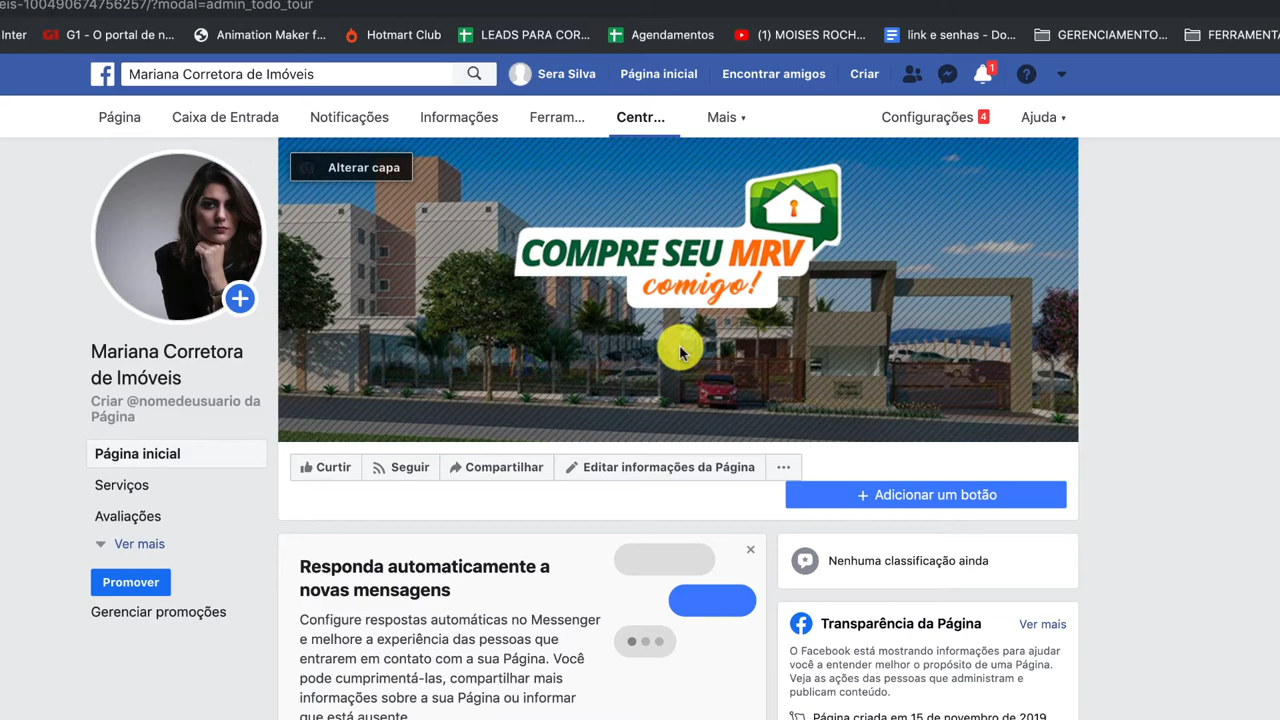 eis-100490674756257/?modal=admin_todo_tour
Inter
G1 - O portal de n...
Animation Maker f...
Hotmart Club
LEADS PARA COR...
Agendamentos
(1) MOISES ROCH...
link e senhas - Do...
GERENCIAMENTO...
FERRAMENTA
Mariana Corretora de Imóveis
Sera Silva
Página inicial
Encontrar amigos
Criar
1
Página
Caixa de Entrada
Notificações
Informações
Ferram...
Centr...
Mais
Configurações 4
Ajuda
Alterar capa
COMPRE SEU MRV
comigo!
Mariana Corretora
de Imóveis
Criar @nomedeusuario da
Página
Página inicial
Serviços
Avaliações
Ver mais
Promover
Gerenciar promoções
Curtir
Seguir
Compartilhar
Editar informações da Página
...
+ Adicionar um botão
Responda automaticamente a
novas mensagens
Configure respostas automáticas no Messenger
e melhore a experiência das pessoas que
entrarem em contato com a sua Página. Você
pode cumprimentá-las, compartilhar mais
informações sobre a sua Página ou informar
que está ausente
Nenhuma classificação ainda
Transparência da Página
Ver mais
O Facebook está mostrando informações para ajudar
você a entender melhor o propósito de uma Página.
Veja as ações das pessoas que administram e
publicam conteúdo.
Página criada em 15 de novembro de 2019